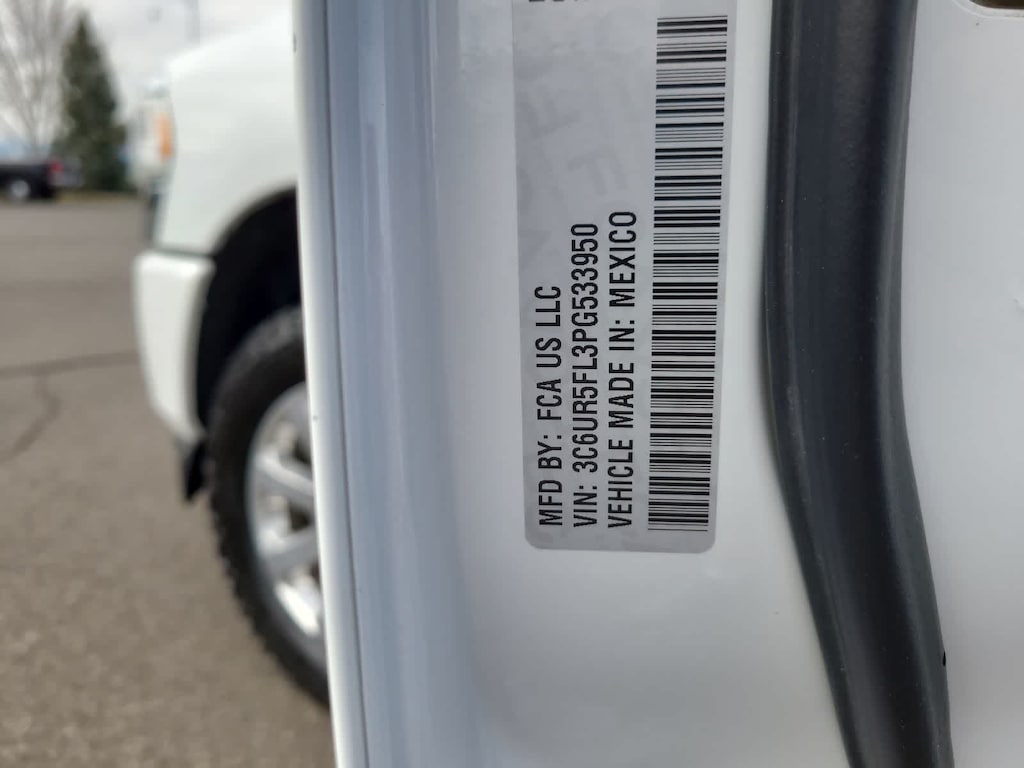 MFD BY: FCA US LLC
VIN: 3C6UR5FL3PG533950
VEHICLE MADE IN: MEXICO